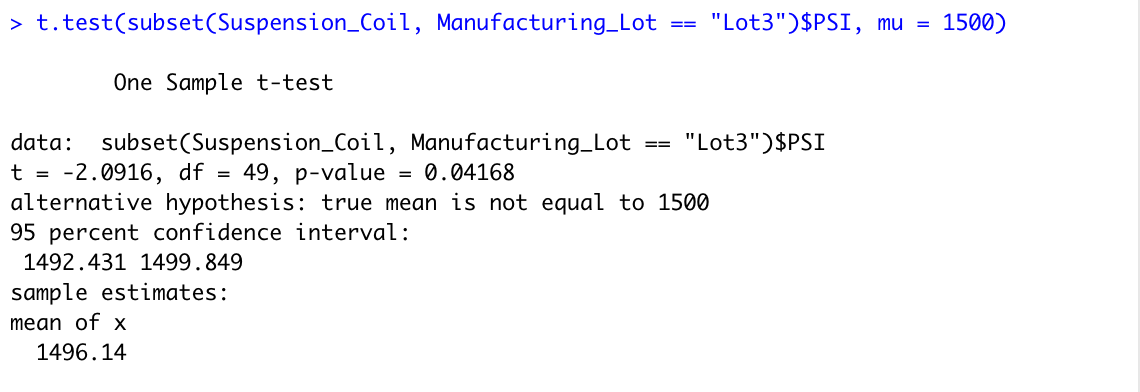 > t.test(subset(Suspension_Coil, Manufacturing_Lot == "Lot3")$PSI, mu = 1500)
One Sample t-test
data:  subset(Suspension_Coil, Manufacturing_Lot == "Lot3")$PSI
t = -2.0916, df = 49, p-value = 0.04168
alternative hypothesis: true mean is not equal to 1500
95 percent confidence interval:
1492.431 1499.849
sample estimates:
mean of x
1496.14